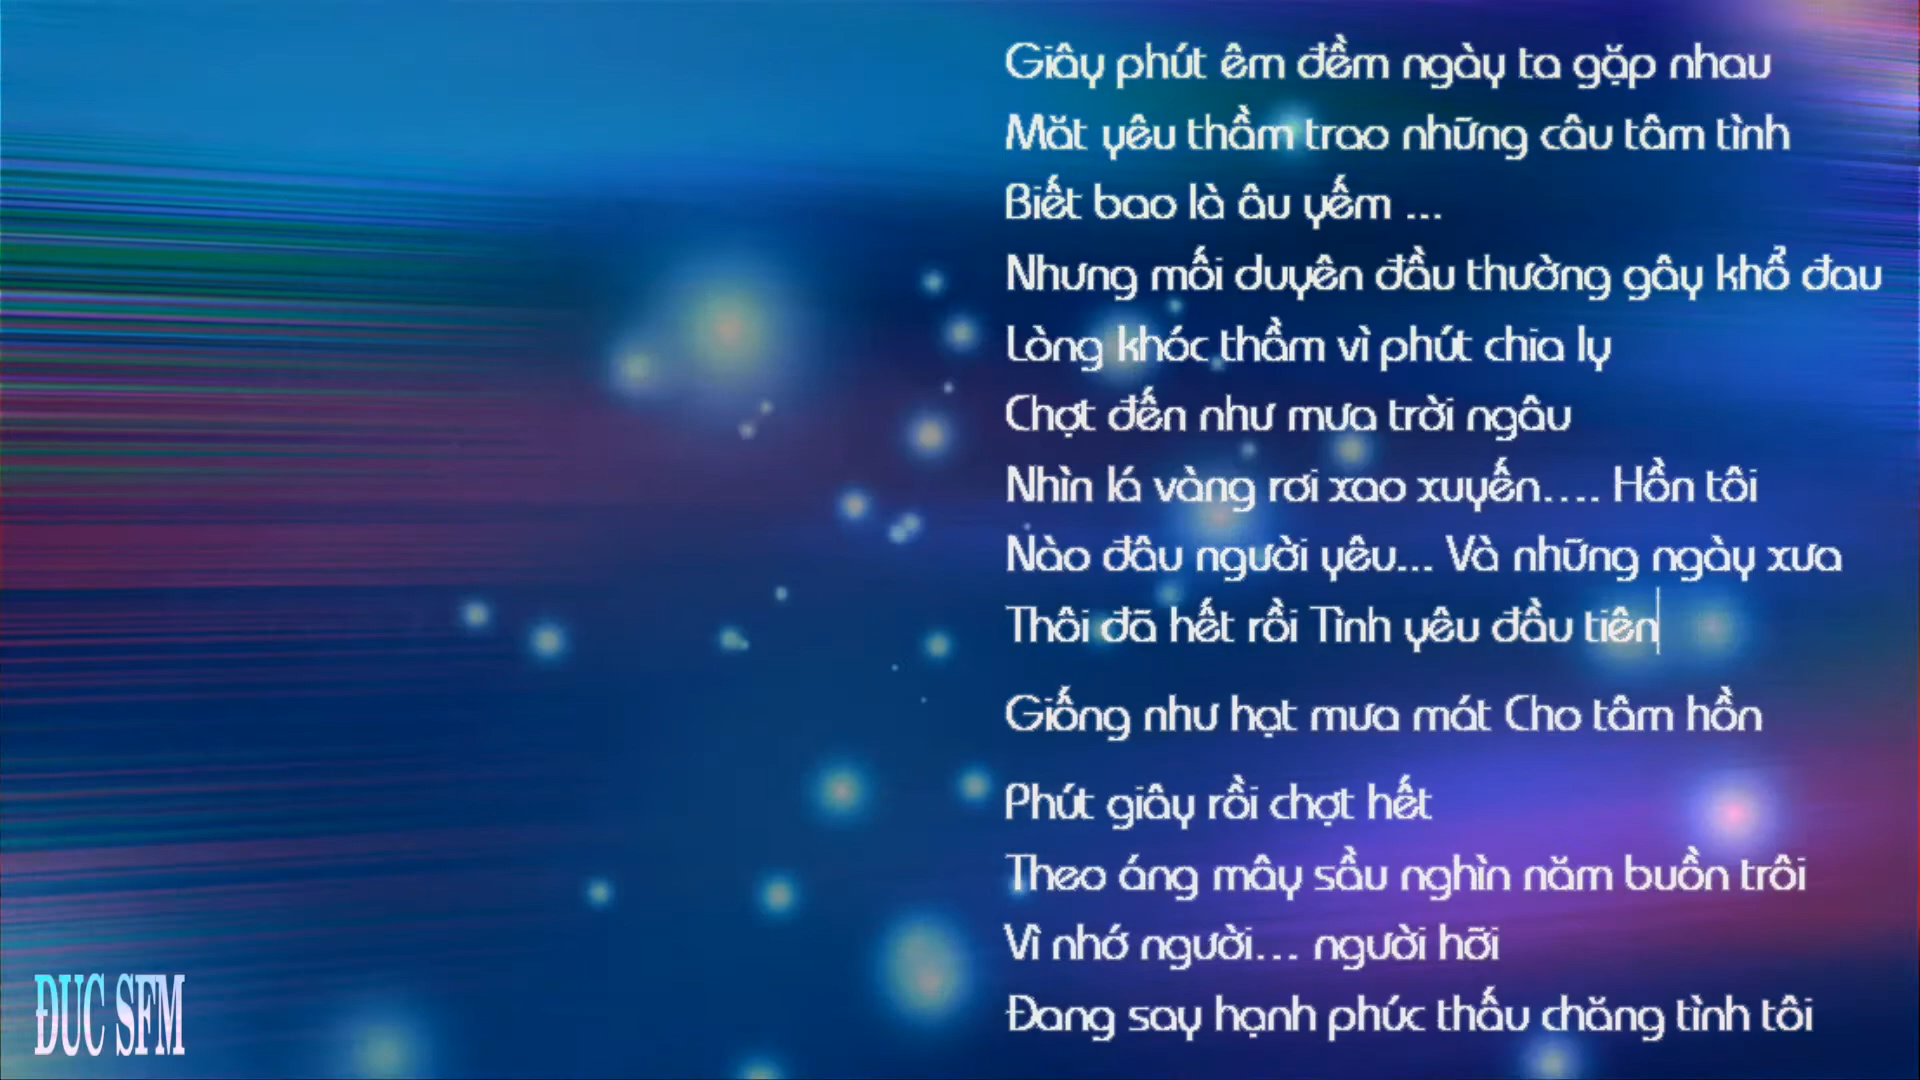 Giây phút êm đềm ngày ta gặp nhau
Măt yêu thầm trao những câu tâm tình
Biết bao là âu yếm ...
Nhưng mối duyên đầu thường gây khổ đau
Lòng khóc thầm vì phút chia ly
Chợt đến như mưa trời ngâu
Nhìn lá vàng rơi xao xuyến.... Hồn tôi
Nào đâu người yêu... Và những ngày xưa
Thôi đã hết rồi Tình yêu đầu tiên
Giống như hạt mưa mát Cho tâm hồn
Phút giây rồi chợt hết
Theo áng mây sầu nghìn năm buồn trôi
Vì nhớ người... người hỡi
Đang say hạnh phúc thấu chăng tình tôi
ĐUC SFM